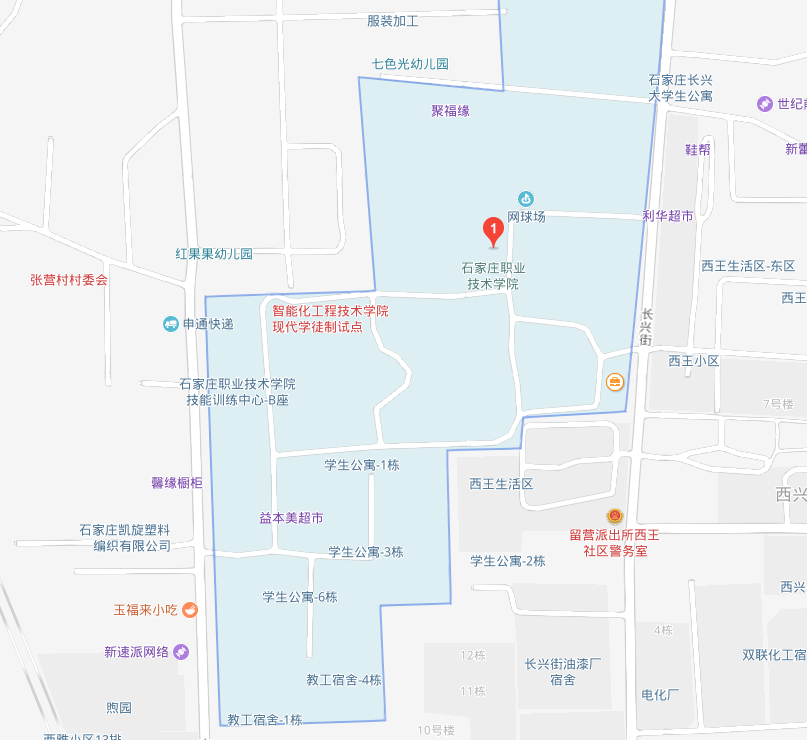 服装加工
七色光幼儿园
石家庄长兴
大学生公寓
聚福缘
世纪前
鞋帮
新蕾
网球场
利华超市
1
红果果幼儿园
石家庄职业
技术学院
西王生活区-东区
张营村村委会
西王
智能化工程技术学院
现代学徒制试点
申通快递
长兴街
西王小区
石家庄职业技术学院
技能训练中心-B座
7号楼
学生公寓-1栋
馨缘橱柜
西王生活区
西兴
益本美超市
石家庄凯旋塑料
编织有限公司
留营派出所西王
社区警务室
学生公寓-3栋
学生公寓-2栋
西兴
学生公寓-6栋
玉福来小吃
4栋
新速派网络
12栋
长兴街油漆厂
宿舍
双联化工宿
教工宿舍-4栋
11栋
电化厂
煦园
教工宿舍-1栋
10号楼
西雅小区13排